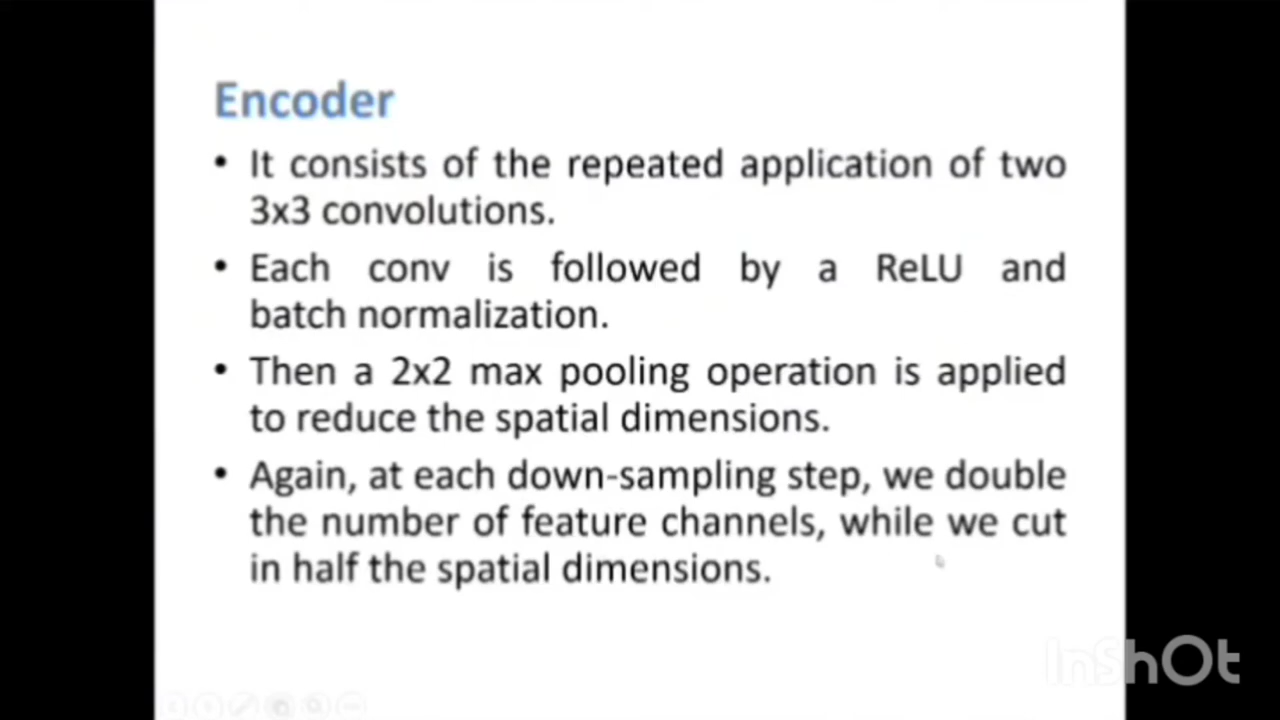 Encoder
• It consists of the repeated application of two
3x3 convolutions.
• Each conv is followed by a ReLU and
batch normalization.
• Then a 2x2 max pooling operation is applied
to reduce the spatial dimensions.
• Again, at each down-sampling step, we double
the number of feature channels, while we cut
in half the spatial dimensions.
InShOt